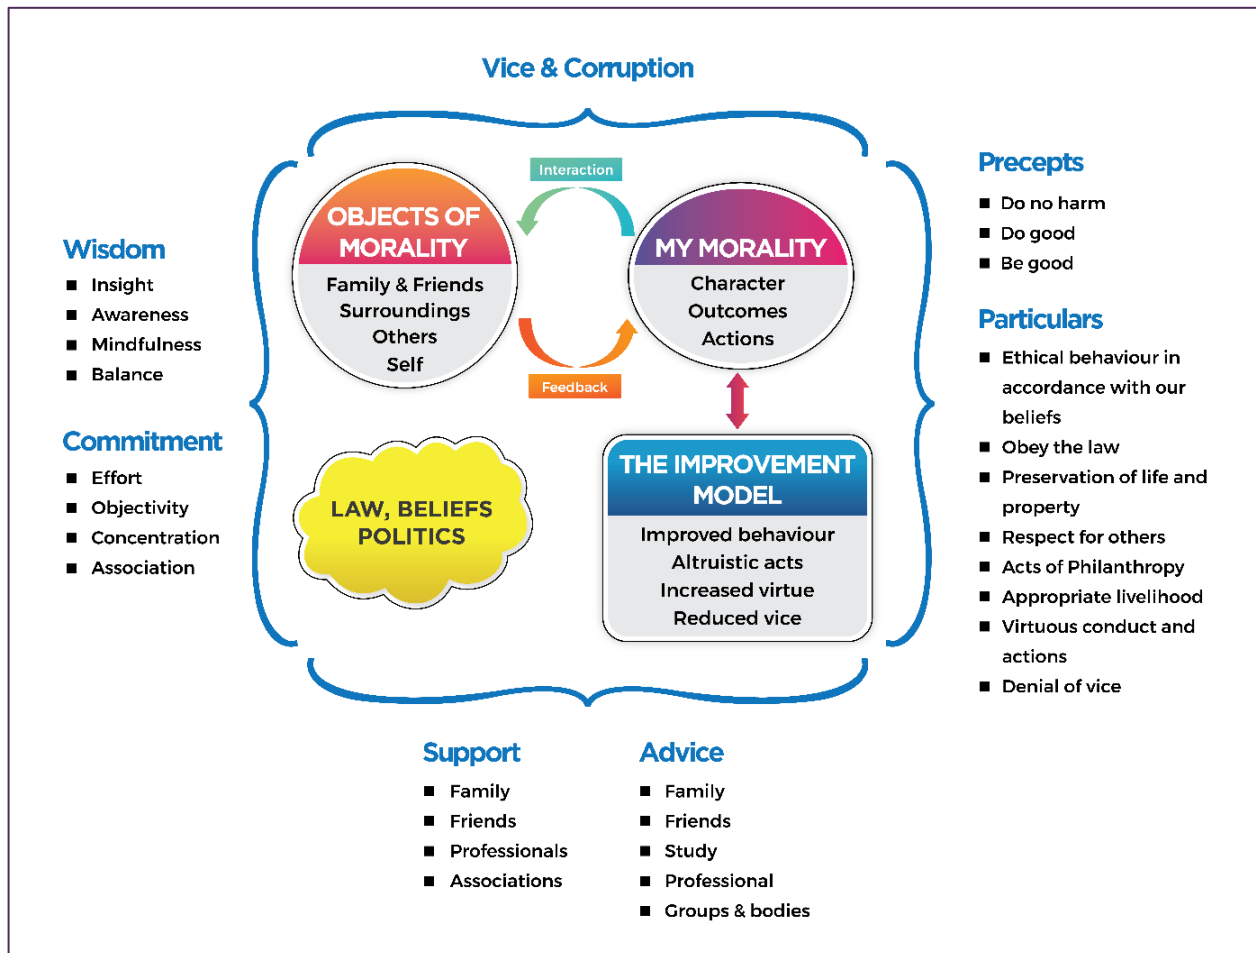 Vice & Corruption
Interaction
OBJECTS OF
MORALITY
Family & Friends
Surroundings
Others
Self
MY MORALITY
Character
Outcomes
Actions
Feedback
LAW, BELIEFS
POLITICS
THE IMPROVEMENT
MODEL
Improved behaviour
Altruistic acts
Increased virtue
Reduced vice
Wisdom
Insight
Awareness
Mindfulness
Balance
Commitment
Effort
Objectivity
Concentration
Association
Precepts
Do no harm
Do good
Be good
Particulars
Ethical behaviour in
accordance with our
beliefs
Obey the law
Preservation of life and
property
Respect for others
Acts of Philanthropy
Appropriate livelihood
Virtuous conduct and
actions
Denial of vice
Support
Family
Friends
Professionals
Associations
Advice
Family
Friends
Study
Professional
Groups & bodies